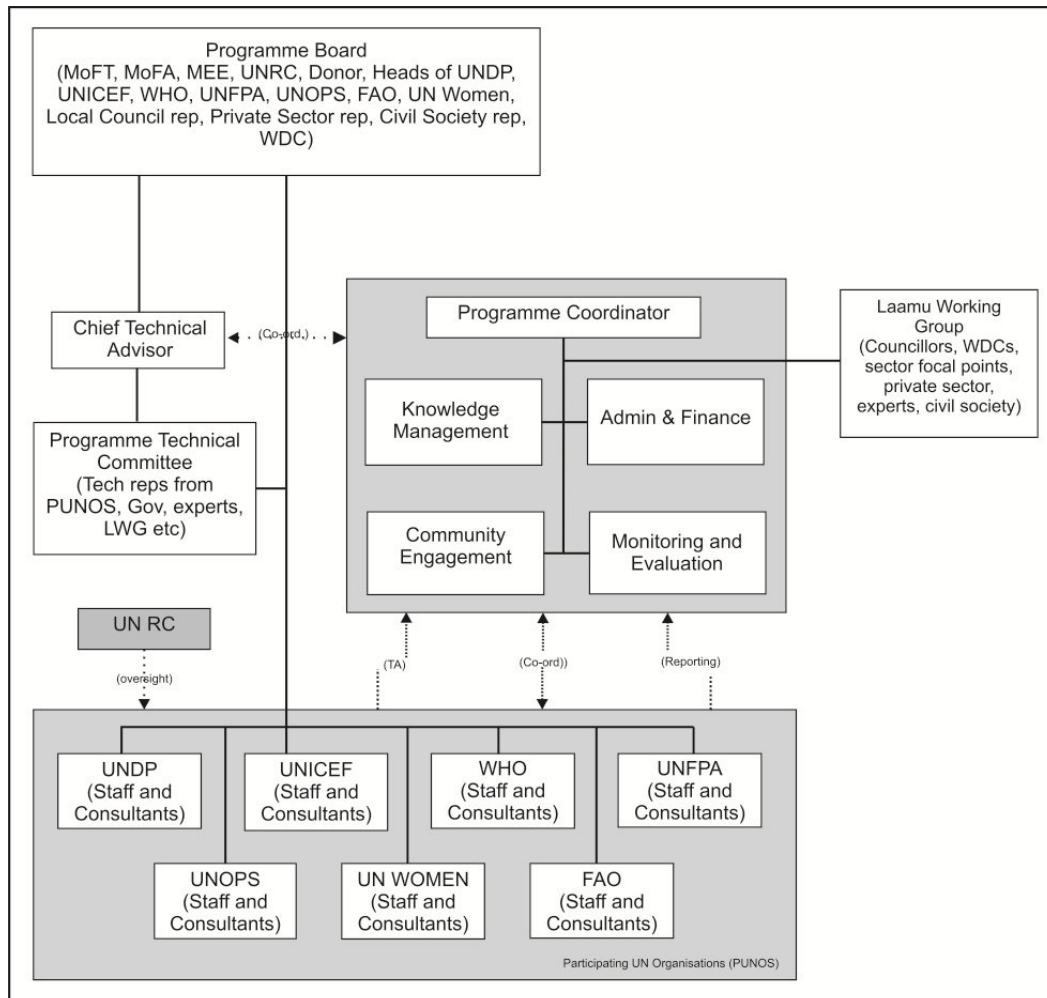 Programme Board
(MoFT, MoFA, MEE, UNRC, Donor, Heads of UNDP,
UNICEF, WHO, UNFPA, UNOPS, FAO, UN Women,
Local Council rep, Private Sector rep, Civil Society rep,
WDC)
Chief Technical
Advisor
(Co-ord,)
Programme Coordinator
Knowledge
Management
Admin & Finance
Community
Engagement
Monitoring and
Evaluation
Laamu Working
Group
(Councillors, WDCs,
sector focal points,
private sector,
experts, civil society)
Programme Technical
Committee
(Tech reps from
PUNOS, Gov, experts,
LWG etc)
UN RC
(oversight)
(TA)
(Co-ord))
(Reporting)
UNDP
(Staff and
Consultants)
UNICEF
(Staff and
Consultants)
WHO
(Staff and
Consultants)
UNFPA
(Staff and
Consultants)
UNOPS
(Staff and
Consultants)
UN WOMEN
(Staff and
Consultants)
FAO
(Staff and
Consultants)
Participating UN Organisations (PUNOS)